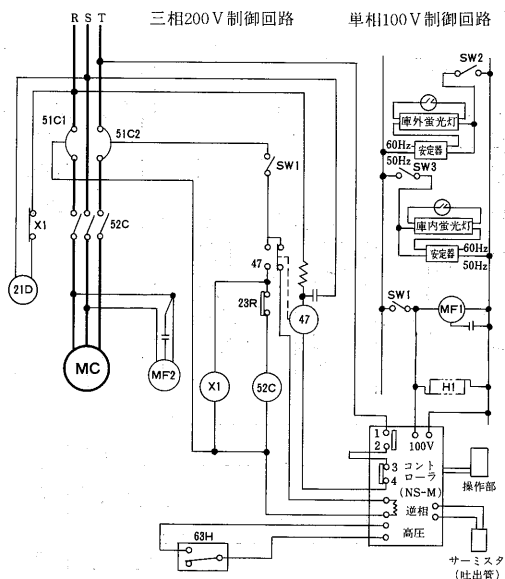 三相200V制御回路
単相100V制御回路
R S T
SW2
51C1
51C2
庫外蛍光灯
60Hz
安定器
50Hz
SW3
SW1
X1
52C
庫内蛍光灯
安定器
60Hz
50Hz
47
21D
23R
47
SW1
MF1
MC
MF2
X1
52C
H1
1
2
100V
3
4
コント
ローラ
(NS-M)
操作部
逆相
高圧
63H
サーミスタ
(吐出管)